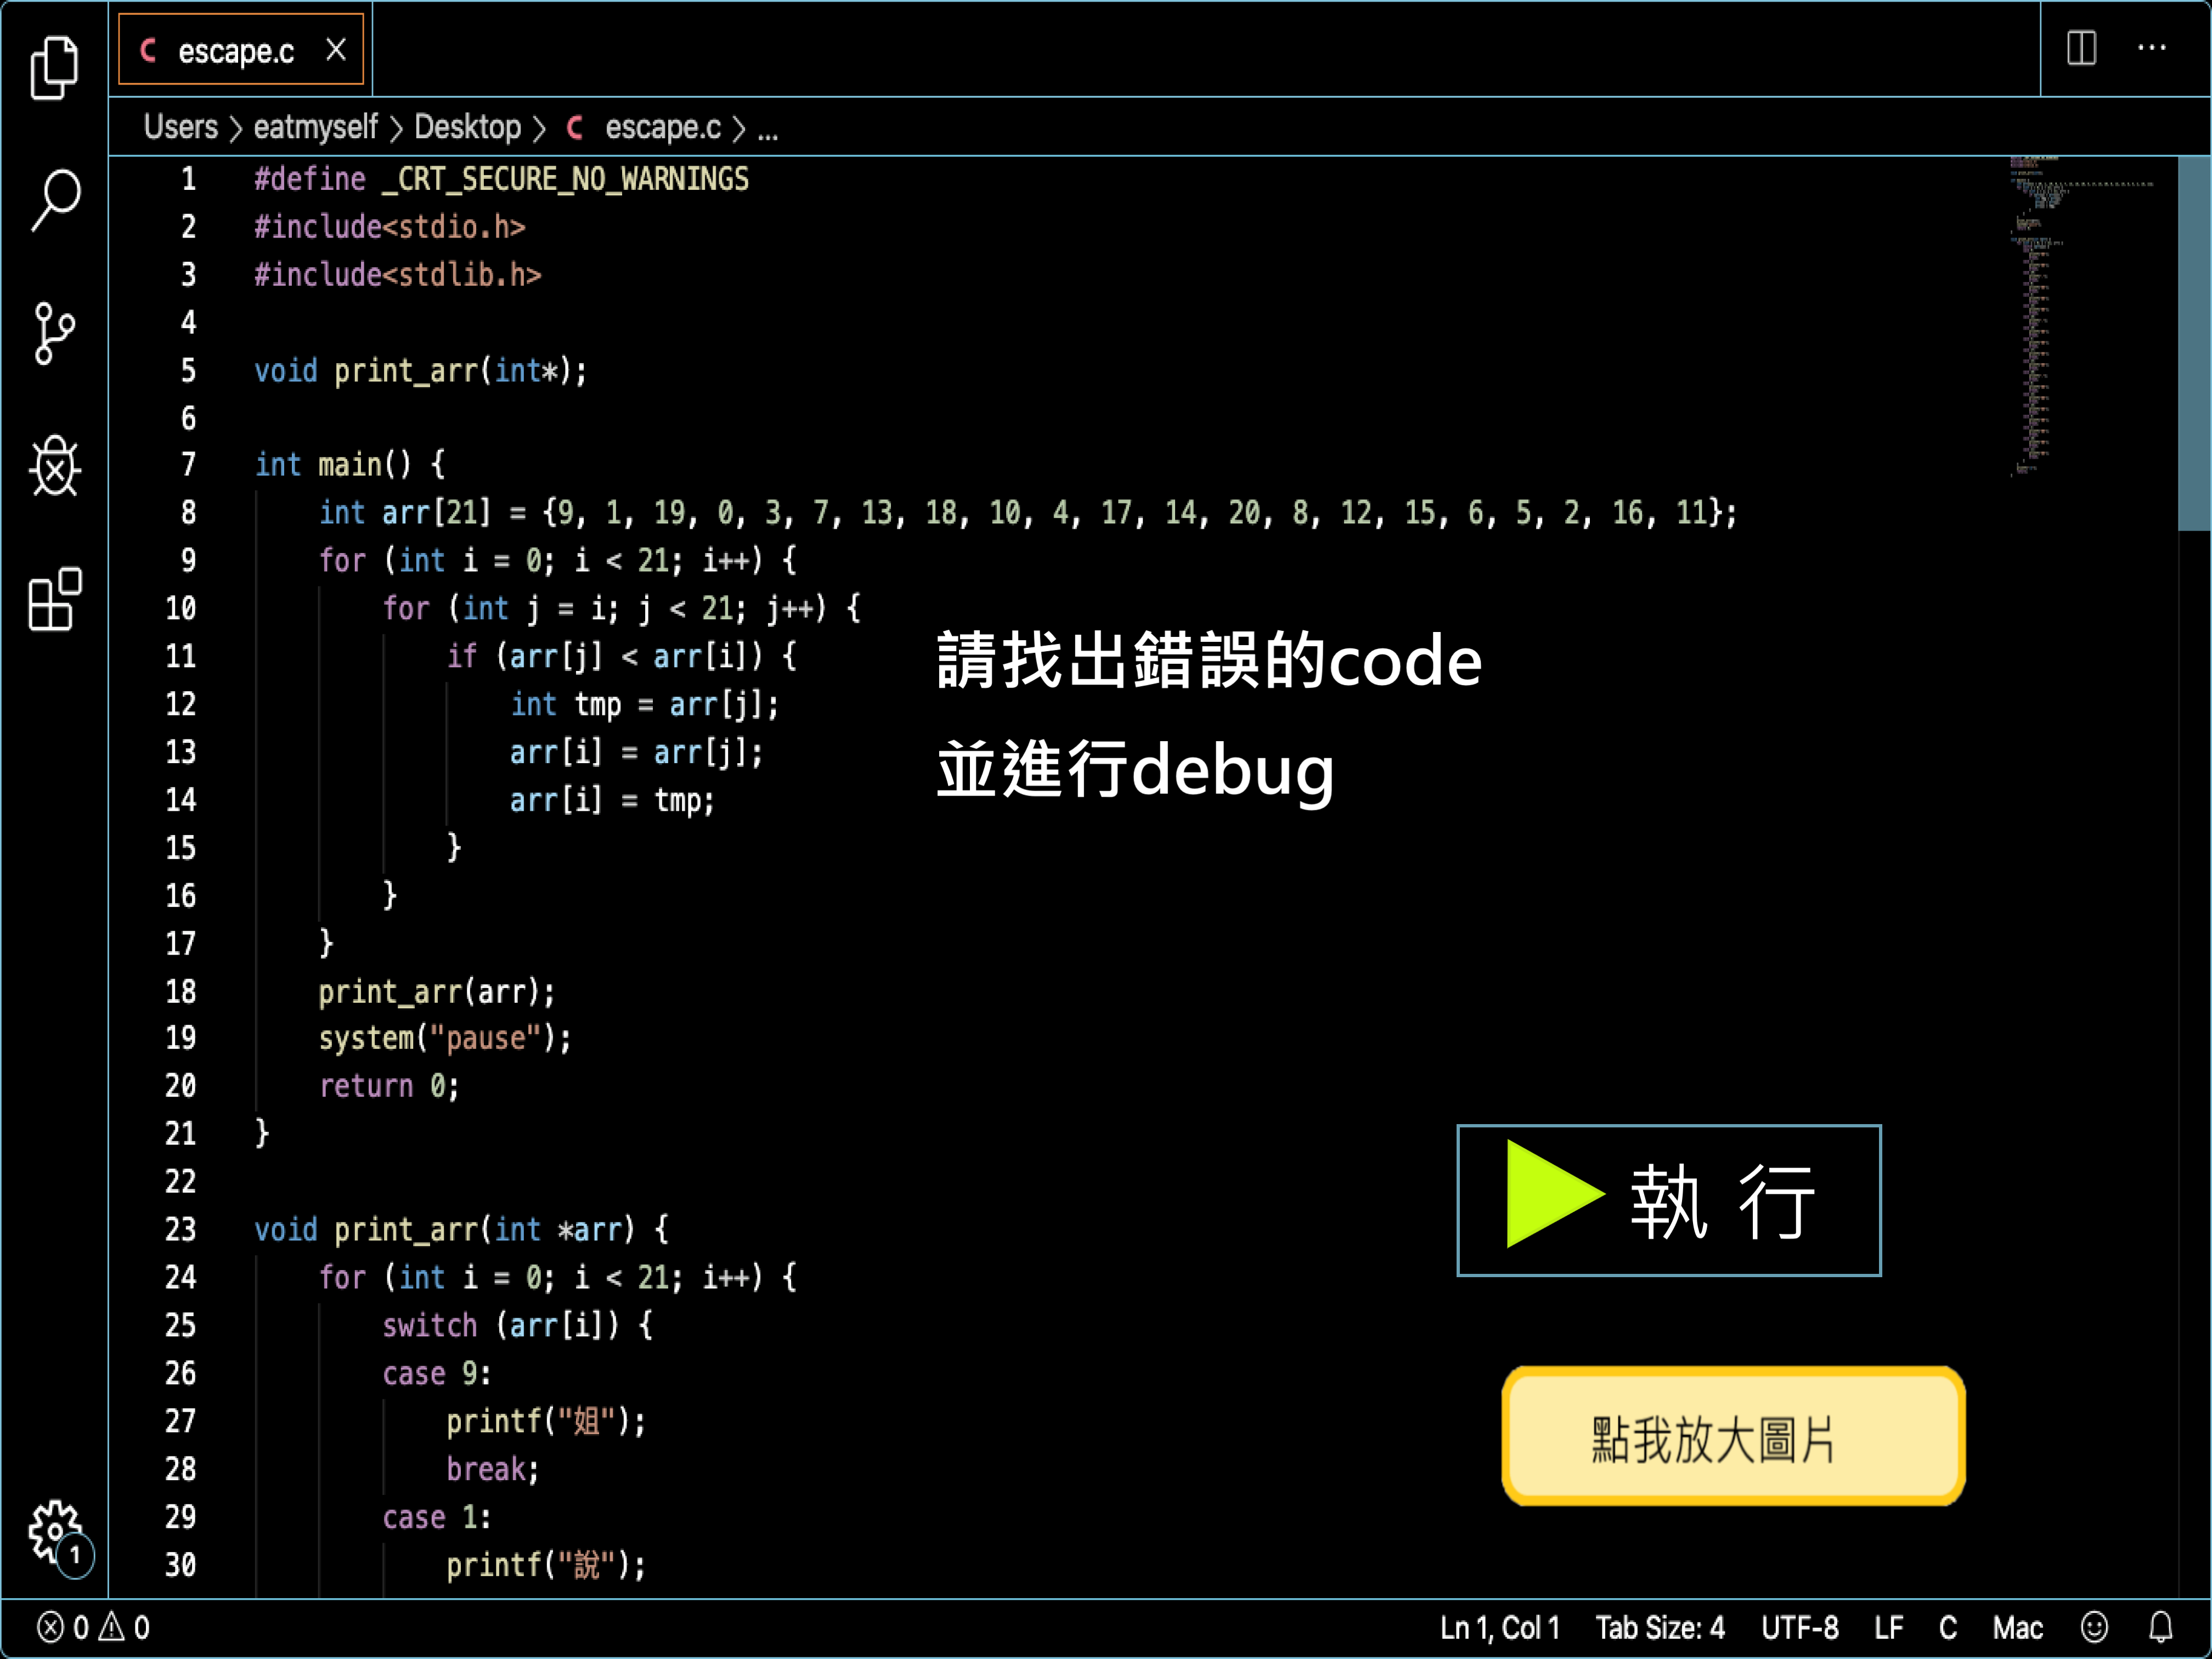 escape.c
Users > eatmyself > Desktop > C escape.c > ...
1 #define _CRT_SECURE_NO_WARNINGS
2 #include<stdio.h>
3 #include<stdlib.h>
4
5 void print_arr(int*);
6
7 int main() {
8 int arr[21] = {9, 1, 19, 0, 3, 7, 13, 18, 10, 4, 17, 14, 20, 8, 12, 15, 6, 5, 2, 16, 11};
9 for (int i = 0; i < 21; i++) {
10 for (int j = i; j < 21; j++) {
11 if (arr[j] < arr[i]) {
12 int tmp = arr[j];
13 arr[i] = arr[j];
14 arr[i] = tmp;
15 }
16 }
17 }
18 print_arr(arr);
19 system("pause");
20 return 0;
21 }
22
23 void print_arr(int *arr) {
24 for (int i = 0; i < 21; i++) {
25 switch (arr[i]) {
26 case 9:
27 printf("姐");
28 break;
29 case 1:
30 printf("說");
請找出錯誤的code
並進行debug
執 行
點我放大圖片
1
0 0
Ln 1, Col 1 Tab Size: 4 UTF-8 LF C Mac